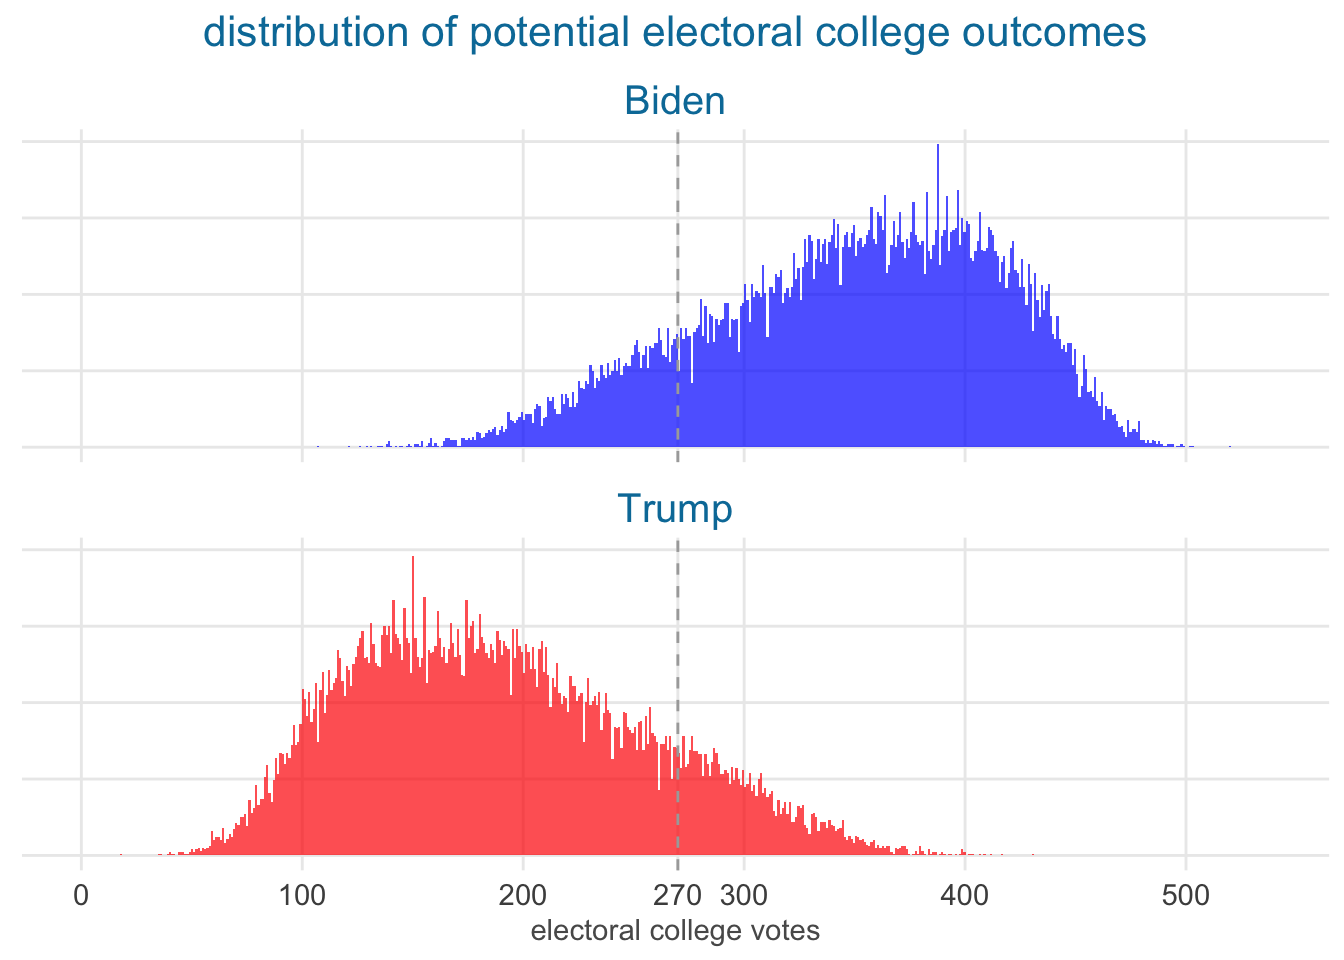 distribution of potential electoral college outcomes
Biden
Trump
0 100 200 270 300 400 500
electoral college votes